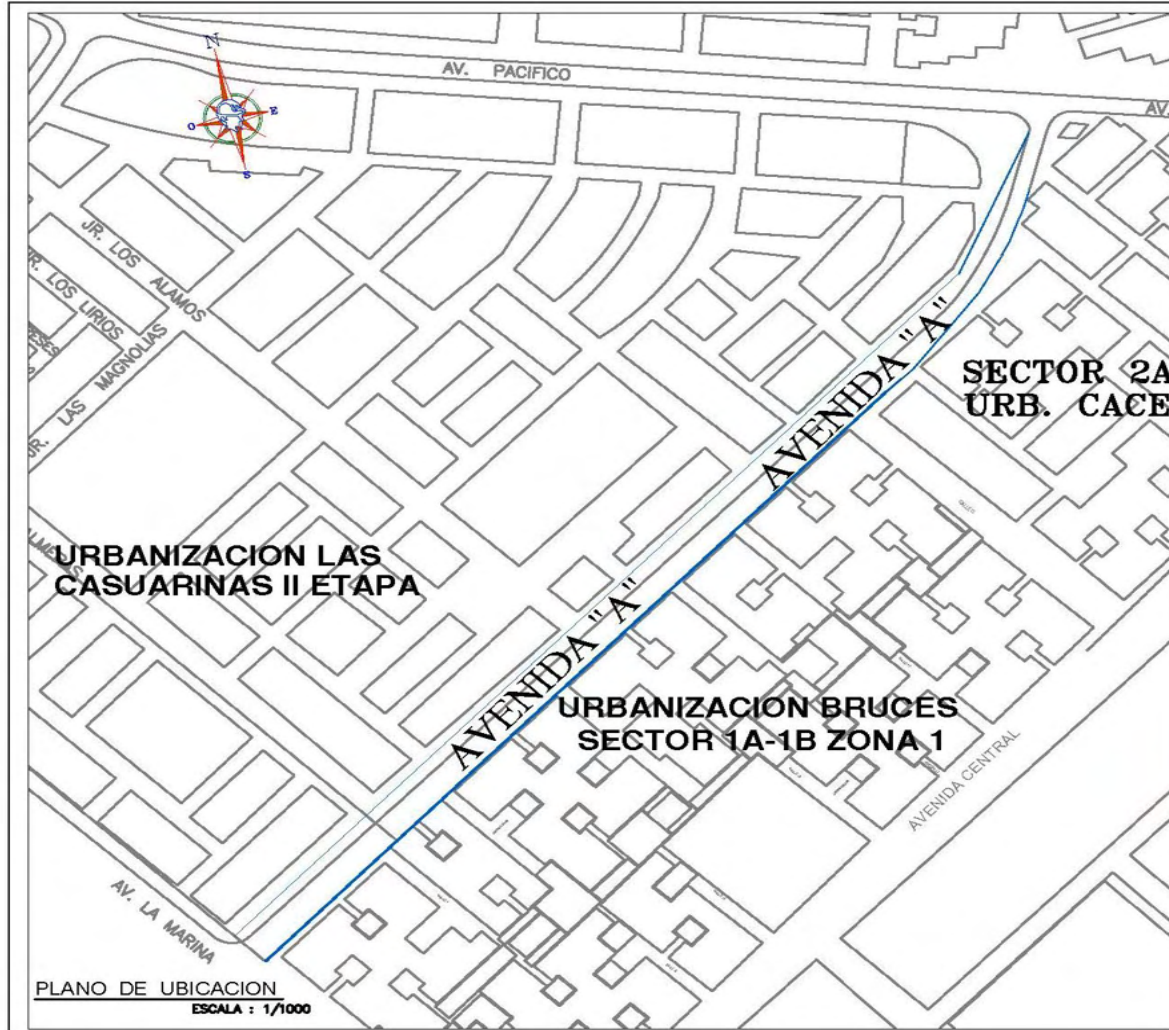 N
AV. PACIFICO
AV.
O
E
S
JR. LOS ALAMOS
JR. LOS LIRIOS
JR. LAS MAGNOLIAS
AVENIDA "A"
SECTOR 2A
URB. CACE
URBANIZACION LAS
CASUARINAS II ETAPA
AVENIDA "A"
URBANIZACION BRUCES
SECTOR 1A-1B ZONA 1
AVENIDA CENTRAL
AV. LA MARINA
PLANO DE UBICACION
ESCALA : 1/1000